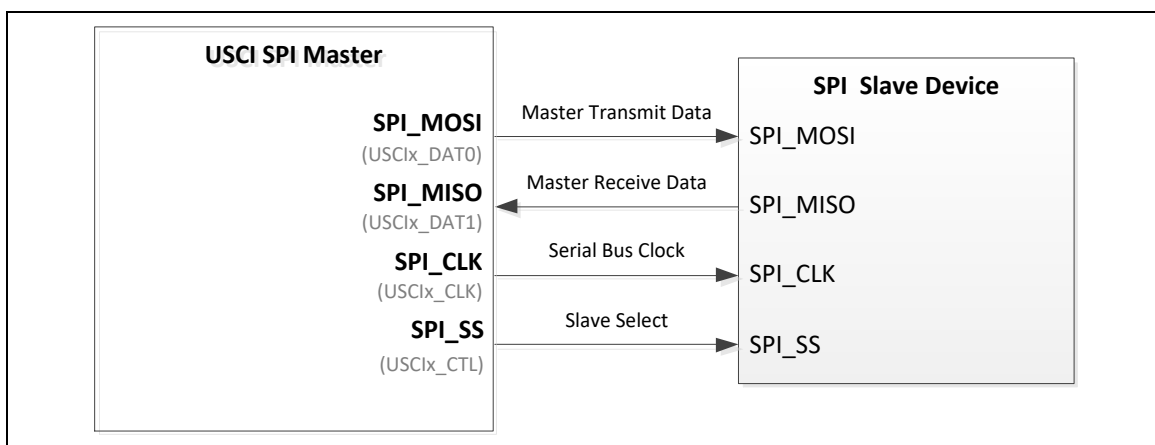 USCI SPI Master
SPI Slave Device
SPI_MOSI
(USCIx_DAT0)
Master Transmit Data
SPI_MOSI
SPI_MISO
(USCIx_DAT1)
Master Receive Data
SPI_MISO
SPI_CLK
(USCIx_CLK)
Serial Bus Clock
SPI_CLK
SPI_SS
(USCIx_CTL)
Slave Select
SPI_SS